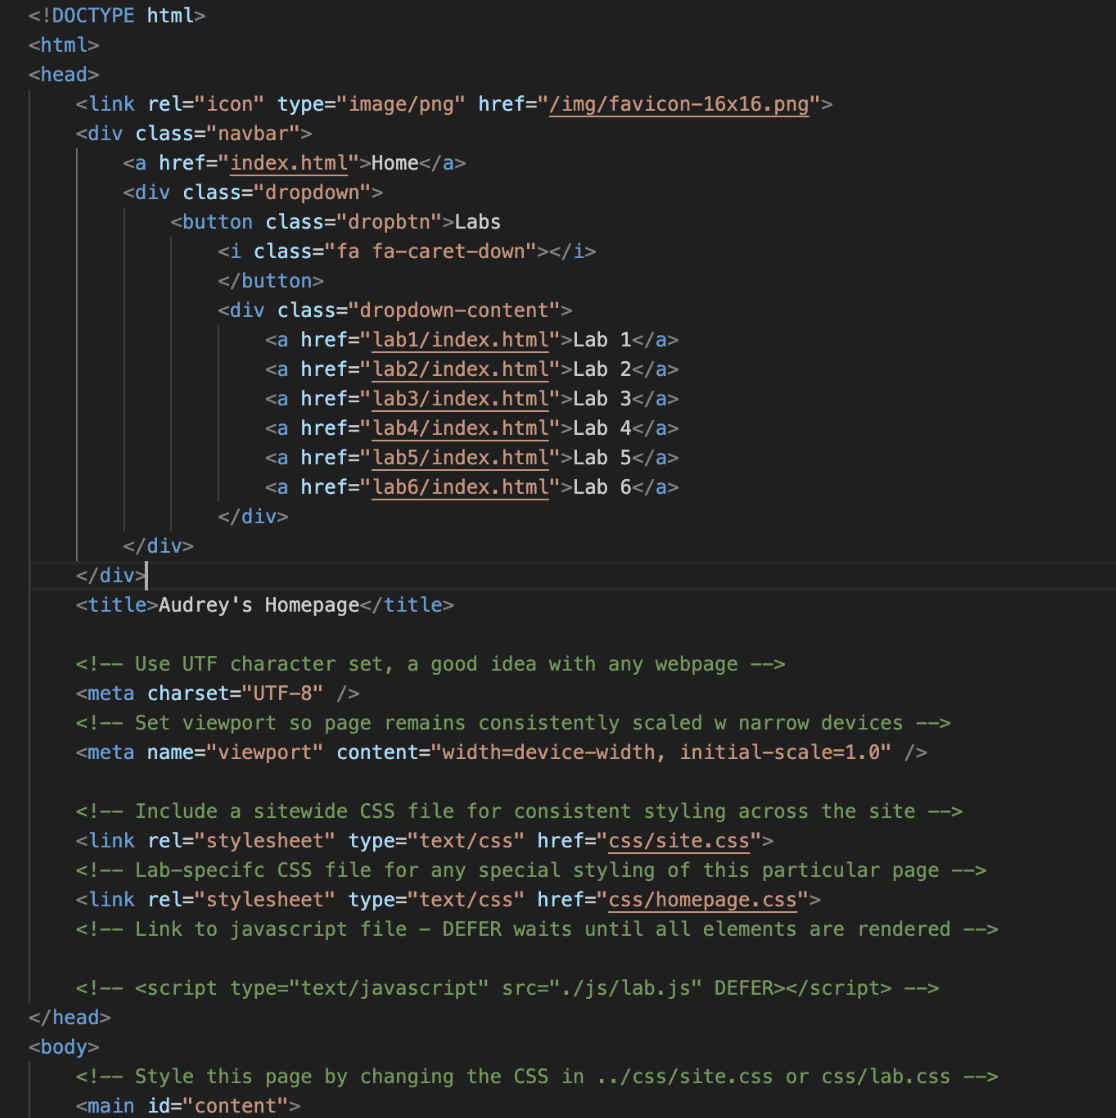 <!DOCTYPE html>
<html>
<head>
<link rel="icon" type="image/png" href="/img/favicon-16x16.png">
<div class="navbar">
<a href="index.html">Home</a>
<div class="dropdown">
<button class="dropbtn">Labs
<i class="fa fa-caret-down"></i>
</button>
<div class="dropdown-content">
<a href="lab1/index.html">Lab 1</a>
<a href="lab2/index.html">Lab 2</a>
<a href="lab3/index.html">Lab 3</a>
<a href="lab4/index.html">Lab 4</a>
<a href="lab5/index.html">Lab 5</a>
<a href="lab6/index.html">Lab 6</a>
</div>
</div>
</div>
<title>Audrey's Homepage</title>
<!-- Use UTF character set, a good idea with any webpage -->
<meta charset="UTF-8" />
<!-- Set viewport so page remains consistently scaled w narrow devices -->
<meta name="viewport" content="width=device-width, initial-scale=1.0" />
<!-- Include a sitewide CSS file for consistent styling across the site -->
<link rel="stylesheet" type="text/css" href="css/site.css">
<!-- Lab-specifc CSS file for any special styling of this particular page -->
<link rel="stylesheet" type="text/css" href="css/homepage.css">
<!-- Link to javascript file - DEFER waits until all elements are rendered -->
<!-- <script type="text/javascript" src="./js/lab.js" DEFER></script> -->
</head>
<body>
<!-- Style this page by changing the CSS in ../css/site.css or css/lab.css -->
<main id="content">